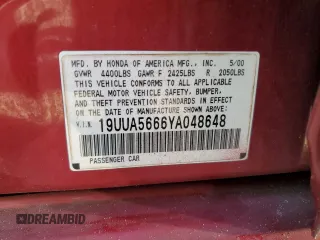 MFD. BY HONDA OF AMERICA MFG., INC. 5/00
GVWR 4400LBS GAWR F 2425LBS R 2050LBS
THIS VEHICLE CONFORMS TO ALL APPLICABLE
FEDERAL MOTOR VEHICLE SAFETY, BUMPER,
AND THEFT PREVENTION STANDARDS IN EFFECT
ON THE DATE OF MANUFACTURE SHOWN ABOVE.
V.I.N. 19UUA5666YA048648
PASSENGER CAR
DREAMBID